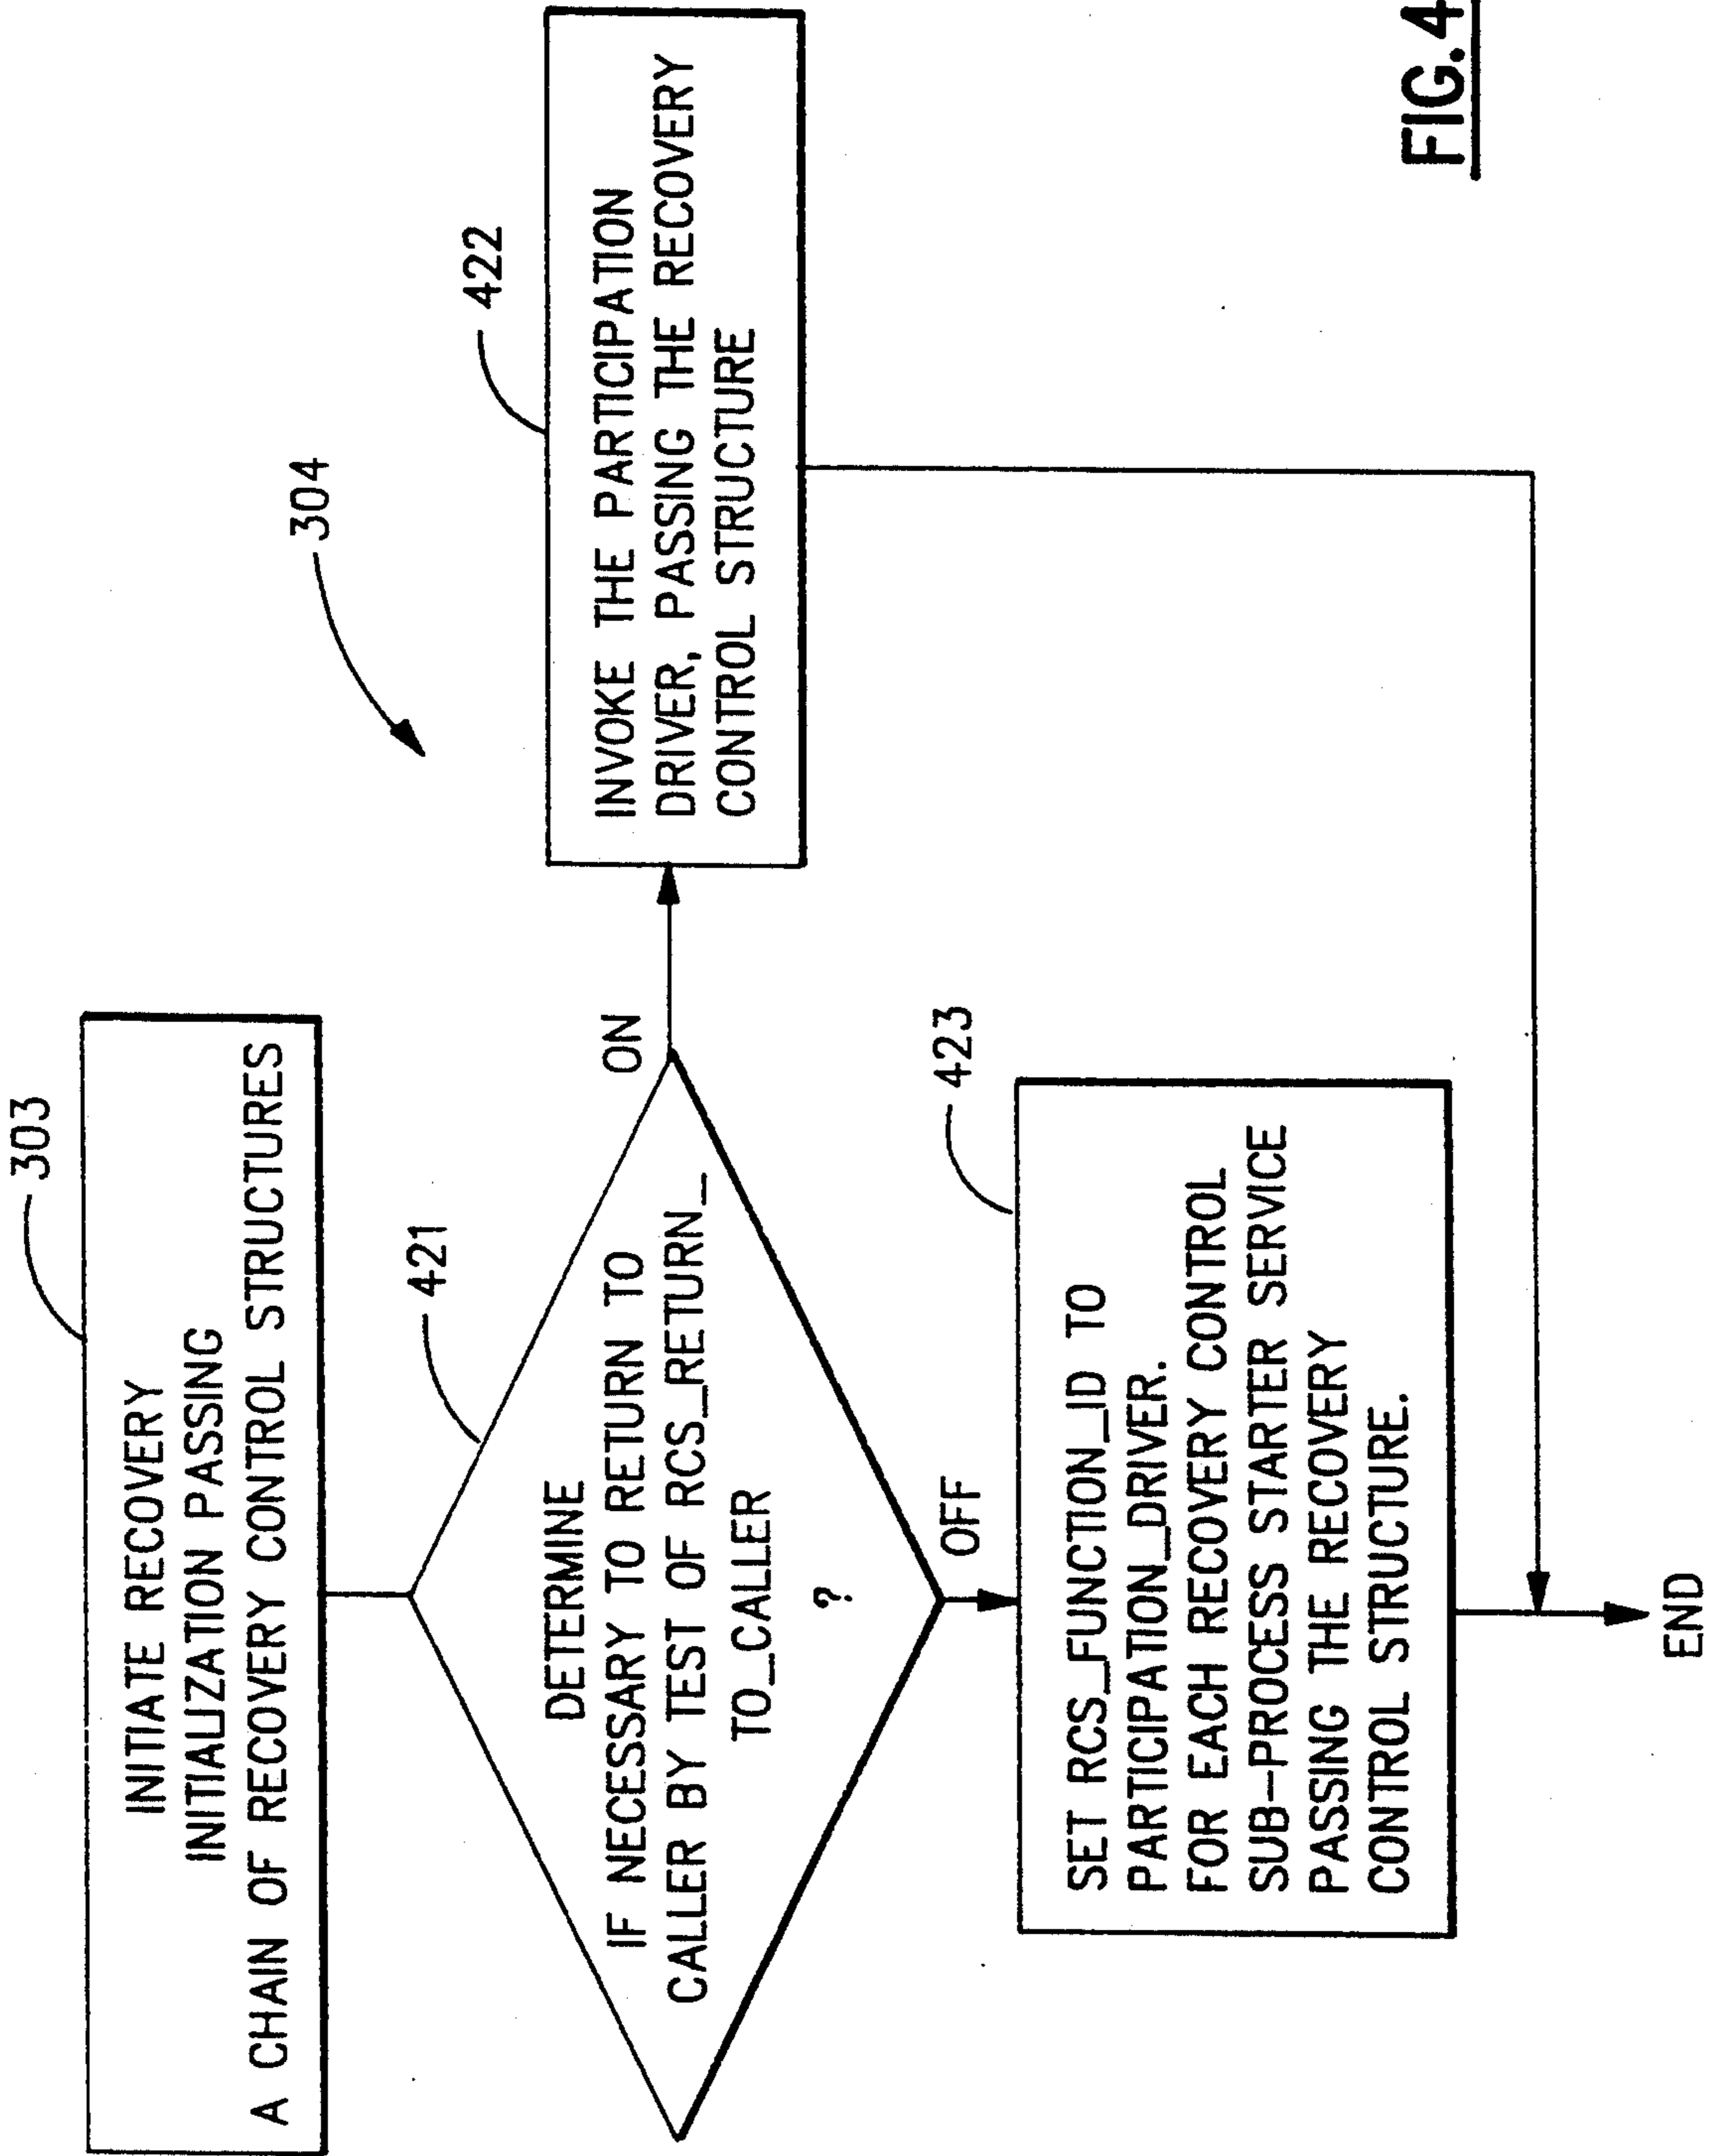 303
INITIATE RECOVERY
INITIALIZATION PASSING
A CHAIN OF RECOVERY CONTROL STRUCTURES
304
421
DETERMINE
IF NECESSARY TO RETURN TO
CALLER BY TEST OF RCS_RETURN_
TO_CALLER
?
ON
422
INVOKE THE PARTICIPATION
DRIVER, PASSING THE RECOVERY
CONTROL STRUCTURE
OFF
423
SET RCS_FUNCTION_ID TO
PARTICIPATION_DRIVER.
FOR EACH RECOVERY CONTROL
SUB-PROCESS STARTER SERVICE
PASSING THE RECOVERY
CONTROL STRUCTURE.
END
FIG.4